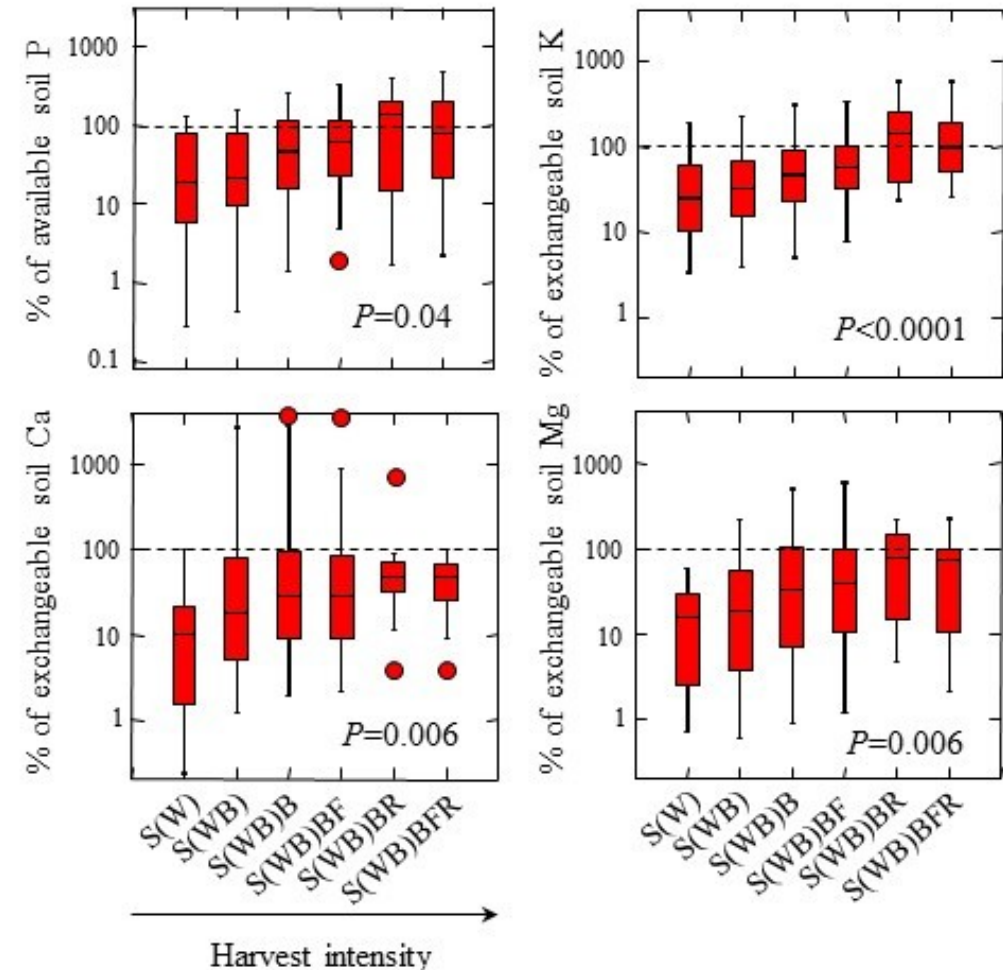 % of available soil P
1000
100
10
1
0.1
P=0.04
% of exchangeable soil K
1000
100
10
1
P<0.0001
% of exchangeable soil Ca
1000
100
10
1
P=0.006
S(W)
S(WB)
S(WB)B
S(WB)BF
S(WB)BR
S(WB)BFR
% of exchangeable soil Mg
1000
100
10
1
P=0.006
S(W)
S(WB)
S(WB)B
S(WB)BF
S(WB)BR
S(WB)BFR
Harvest intensity